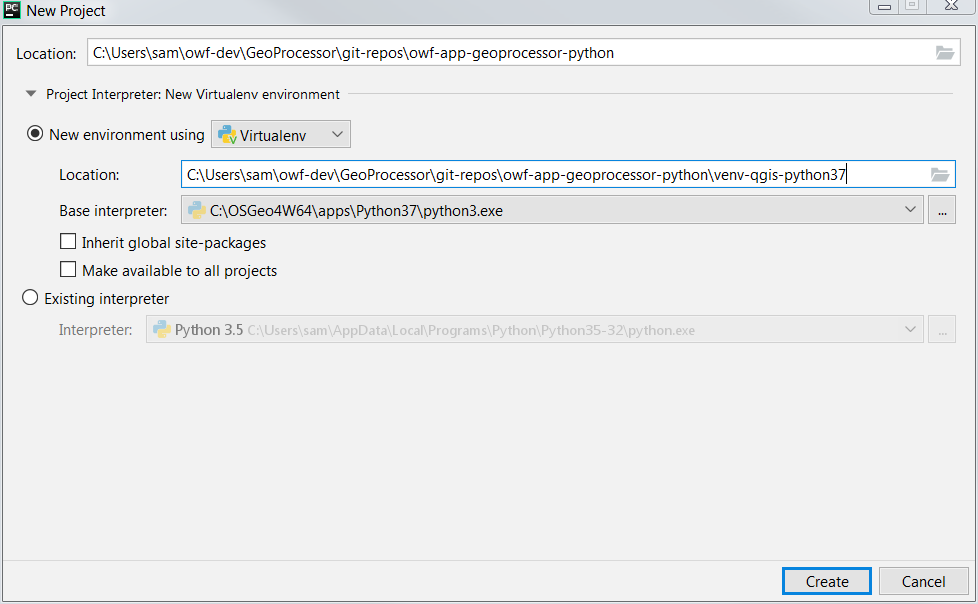 PC New Project
Location: C:\Users\sam\owf-dev\GeoProcessor\git-repos\owf-app-geoprocessor-python
Project Interpreter: New Virtualenv environment
New environment using Virtualenv
Location: C:\Users\sam\owf-dev\GeoProcessor\git-repos\owf-app-geoprocessor-python\venv-qgis-python37
Base interpreter: C:\OSGeo4W64\apps\Python37\python3.exe ...
Inherit global site-packages
Make available to all projects
Existing interpreter
Interpreter: Python 3.5 C:\Users\sam\AppData\Local\Programs\Python\Python35-32\python.exe ...
Create Cancel